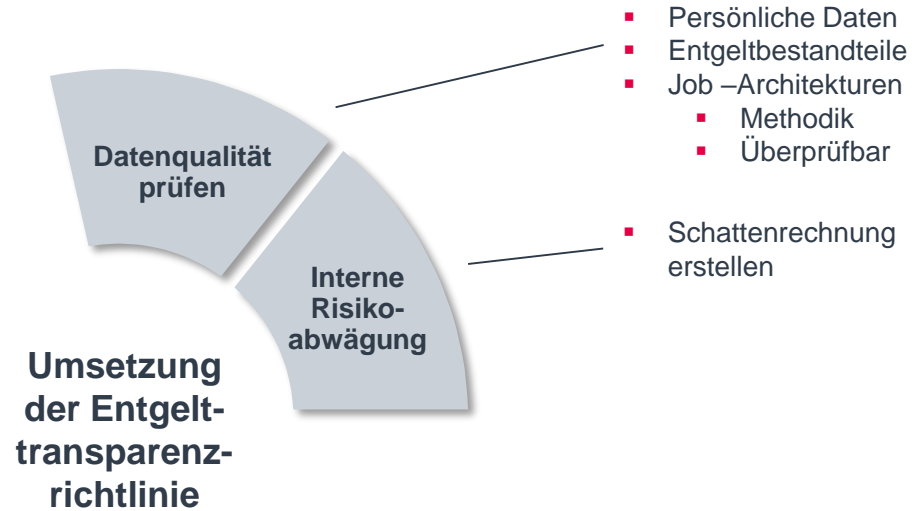 Persönliche Daten
Entgeltbestandteile
Job –Architekturen
Methodik
Überprüfbar
Datenqualität
prüfen
Schattenrechnung
erstellen
Interne
Risiko-
abwägung
Umsetzung
der Entgelt-
transparenz-
richtlinie